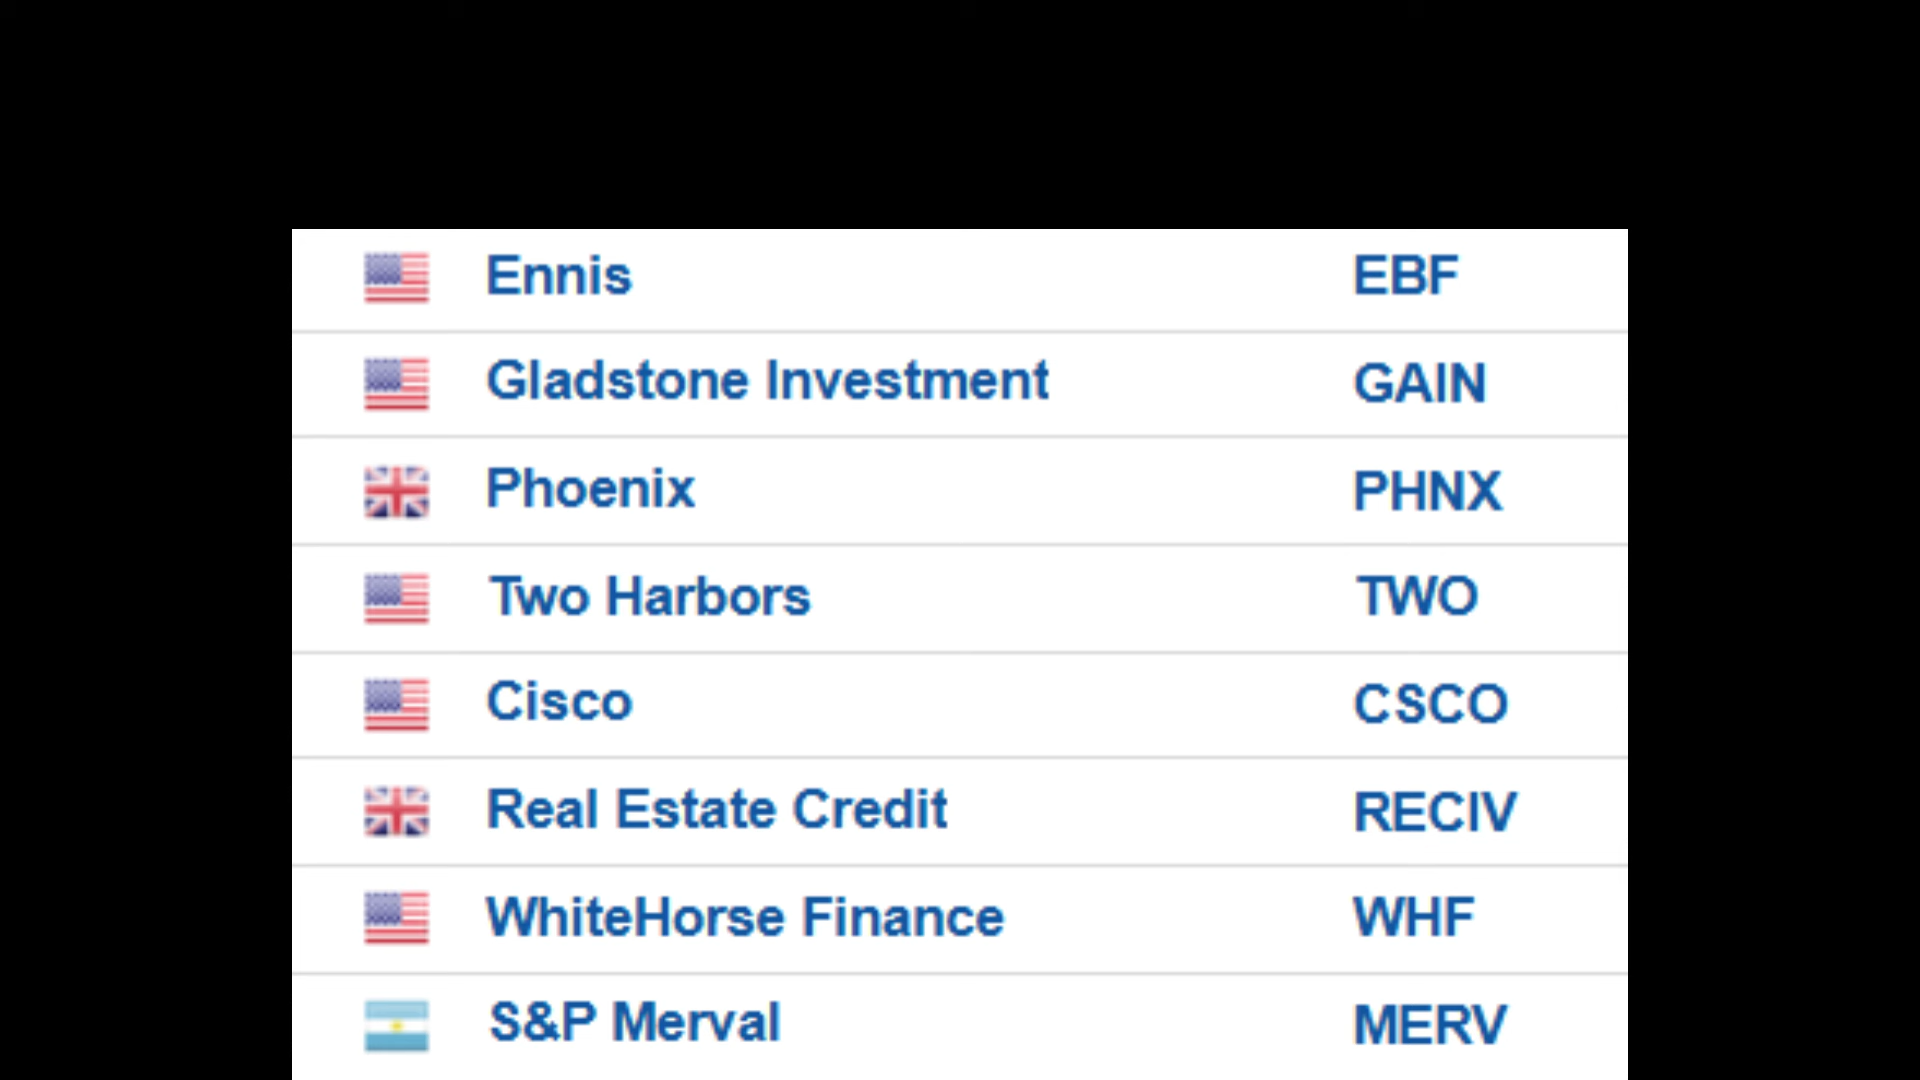 Ennis EBF
Gladstone Investment GAIN
Phoenix PHNX
Two Harbors TWO
Cisco CSCO
Real Estate Credit RECIV
WhiteHorse Finance WHF
S&P Merval MERV